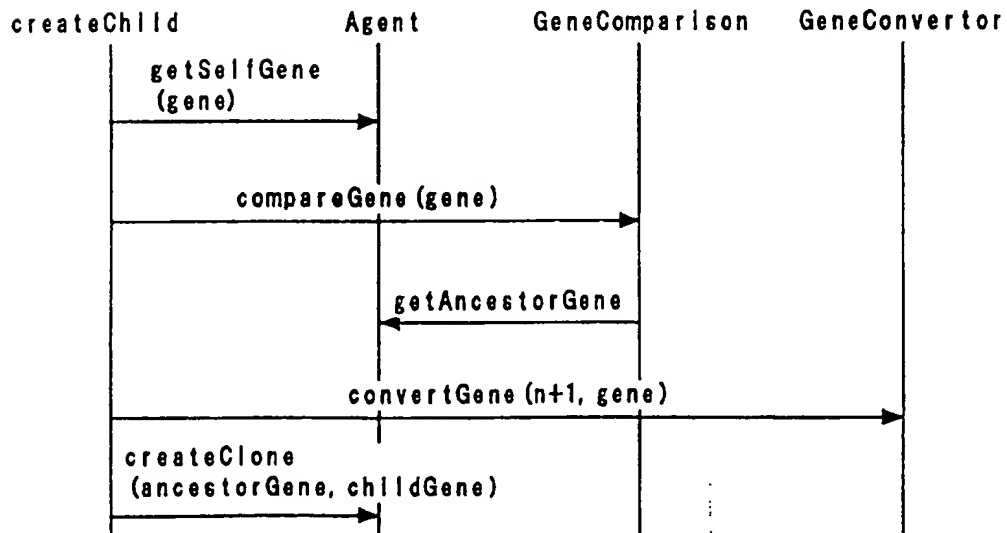 createChild Agent GeneComparison GeneConvertor
getSelfGene
(gene)
compareGene (gene)
getAncestorGene
convertGene (n+1, gene)
createClone
(ancestorGene, childGene)